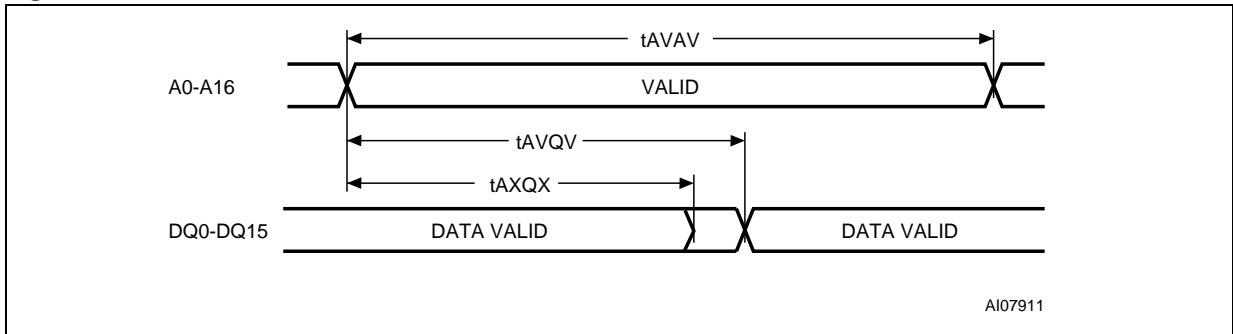 tAVAV
A0-A16 VALID
tAVQV
tAXQX
DQ0-DQ15 DATA VALID DATA VALID
AI07911